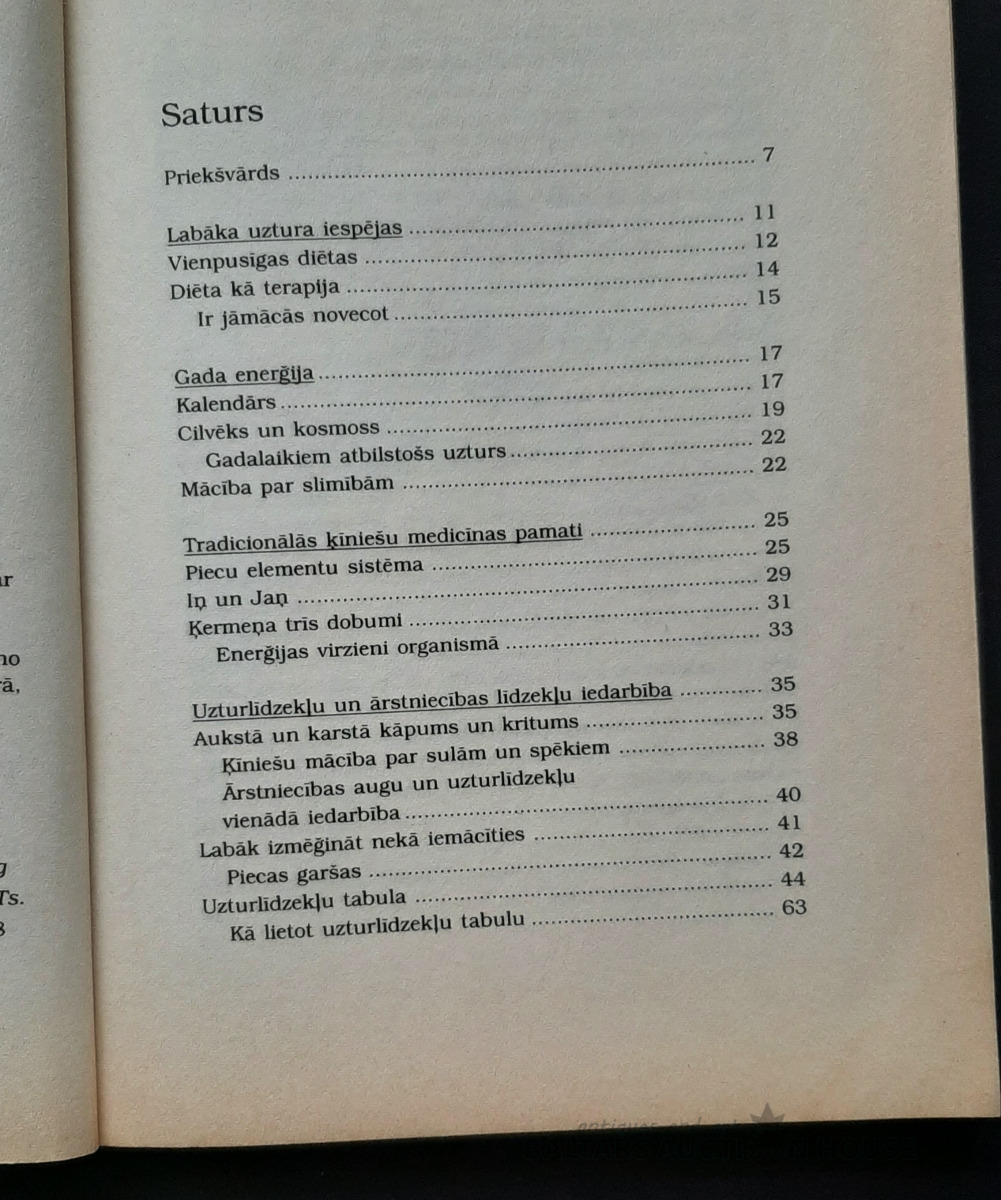 Saturs
Priekšvārds ........ 7
Labāka uztura iespējas ........ 11
Vienpusīgas diētas ........ 12
Diēta kā terapija ........ 14
Ir jāmācās novecot ........ 15
Gada enerģija ........ 17
Kalendārs ........ 17
Cilvēks un kosmoss ........ 19
Gadalaikiem atbilstošs uzturs ........ 22
Mācība par slimībām ........ 22
Tradicionālās ķīniešu medicīnas pamati ........ 25
Piecu elementu sistēma ........ 25
Iņ un Jaņ ........ 29
Ķermeņa trīs dobumi ........ 31
Enerģijas virzieni organismā ........ 33
Uzturlīdzekļu un ārstniecības līdzekļu iedarbība ........ 35
Aukstā un karstā kāpums un kritums ........ 35
Ķīniešu mācība par sulām un spēkiem ........ 38
Ārstniecības augu un uzturlīdzekļu
vienādā iedarbība ........ 40
Labāk izmēģināt nekā iemācīties ........ 41
Piecas garšas ........ 42
Uzturlīdzekļu tabula ........ 44
Kā lietot uzturlīdzekļu tabulu ........ 63